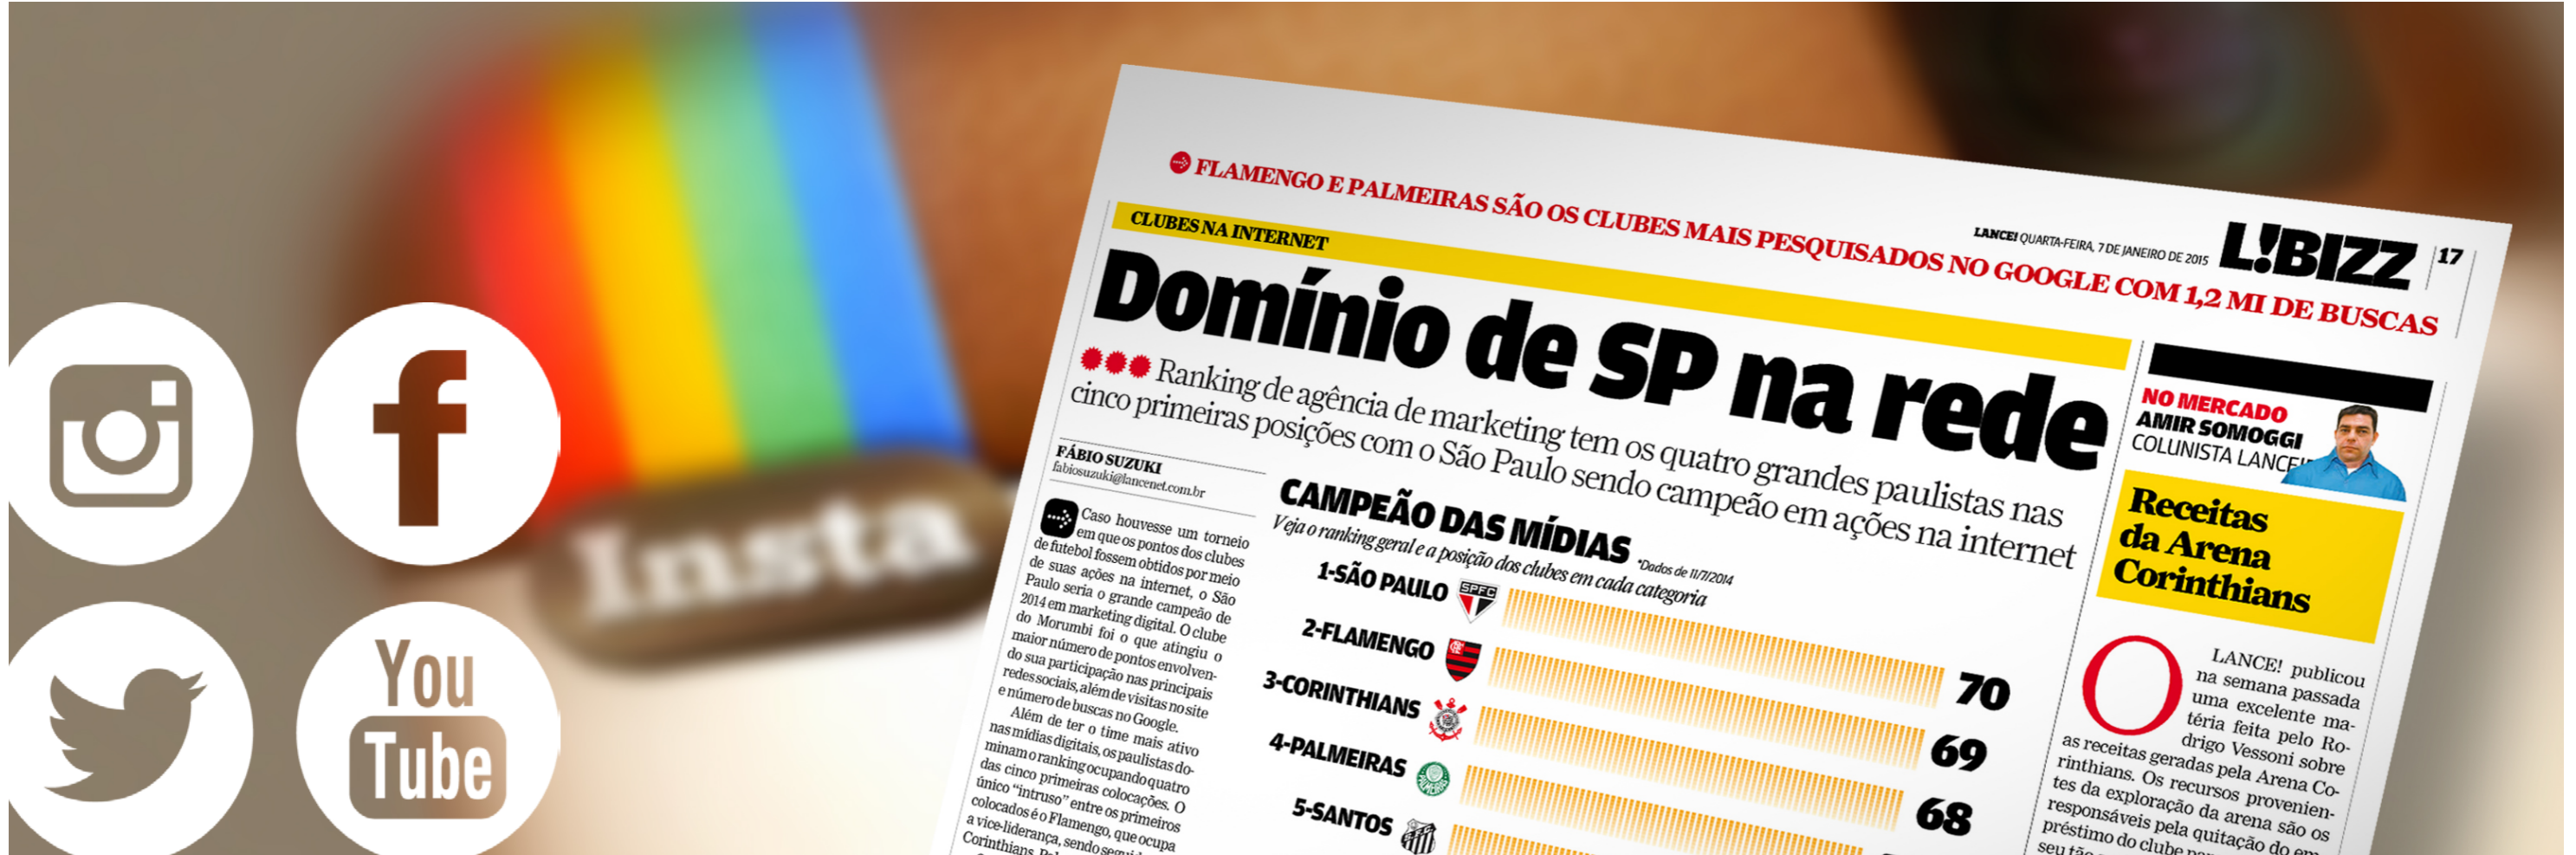 Insta
You
Tube
FLAMENGO E PALMEIRAS SÃO OS CLUBES MAIS PESQUISADOS NO GOOGLE COM 1,2 MI DE BUSCAS
LANCE! QUARTA-FEIRA, 7 DE JANEIRO DE 2015
L!BIZZ
17
CLUBES NA INTERNET
Domínio de SP na rede
Ranking de agência de marketing tem os quatro grandes paulistas nas
cinco primeiras posições com o São Paulo sendo campeão em ações na internet
FÁBIO SUZUKI
fabiosuzuki@lancenet.com.br
Caso houvesse um torneio
em que os pontos dos clubes
de futebol fossem obtidos por meio
de suas ações na internet, o São
Paulo seria o grande campeão de
2014 em marketing digital. O clube
do Morumbi foi o que atingiu o
maior número de pontos envolven-
do sua participação nas principais
redes sociais, além de visitas no site
e número de buscas no Google.
Além de ter o time mais ativo
nas mídias digitais, os paulistas do-
minam o ranking ocupando quatro
das cinco primeiras colocações. O
único “intruso” entre os primeiros
colocados é o Flamengo, que ocupa
a vice-liderança, sendo
Corinthians,
CAMPEÃO DAS MÍDIAS *Dados de 11/7/2014
Veja o ranking geral e a posição dos clubes em cada categoria
1-SÃO PAULO SPFC 70
2-FLAMENGO 69
3-CORINTHIANS 68
4-PALMEIRAS
5-SANTOS
NO MERCADO
AMIR SOMOGGI
COLUNISTA LANCE!
Receitas
da Arena
Corinthians
O LANCE! publicou
na semana passada
uma excelente ma-
téria feita pelo Ro-
drigo Vessoni sobre
as receitas geradas pela Arena Co-
rinthians. Os recursos provenien-
tes da exploração da arena são os
responsáveis pela quitação do em-
préstimo do clube
seu